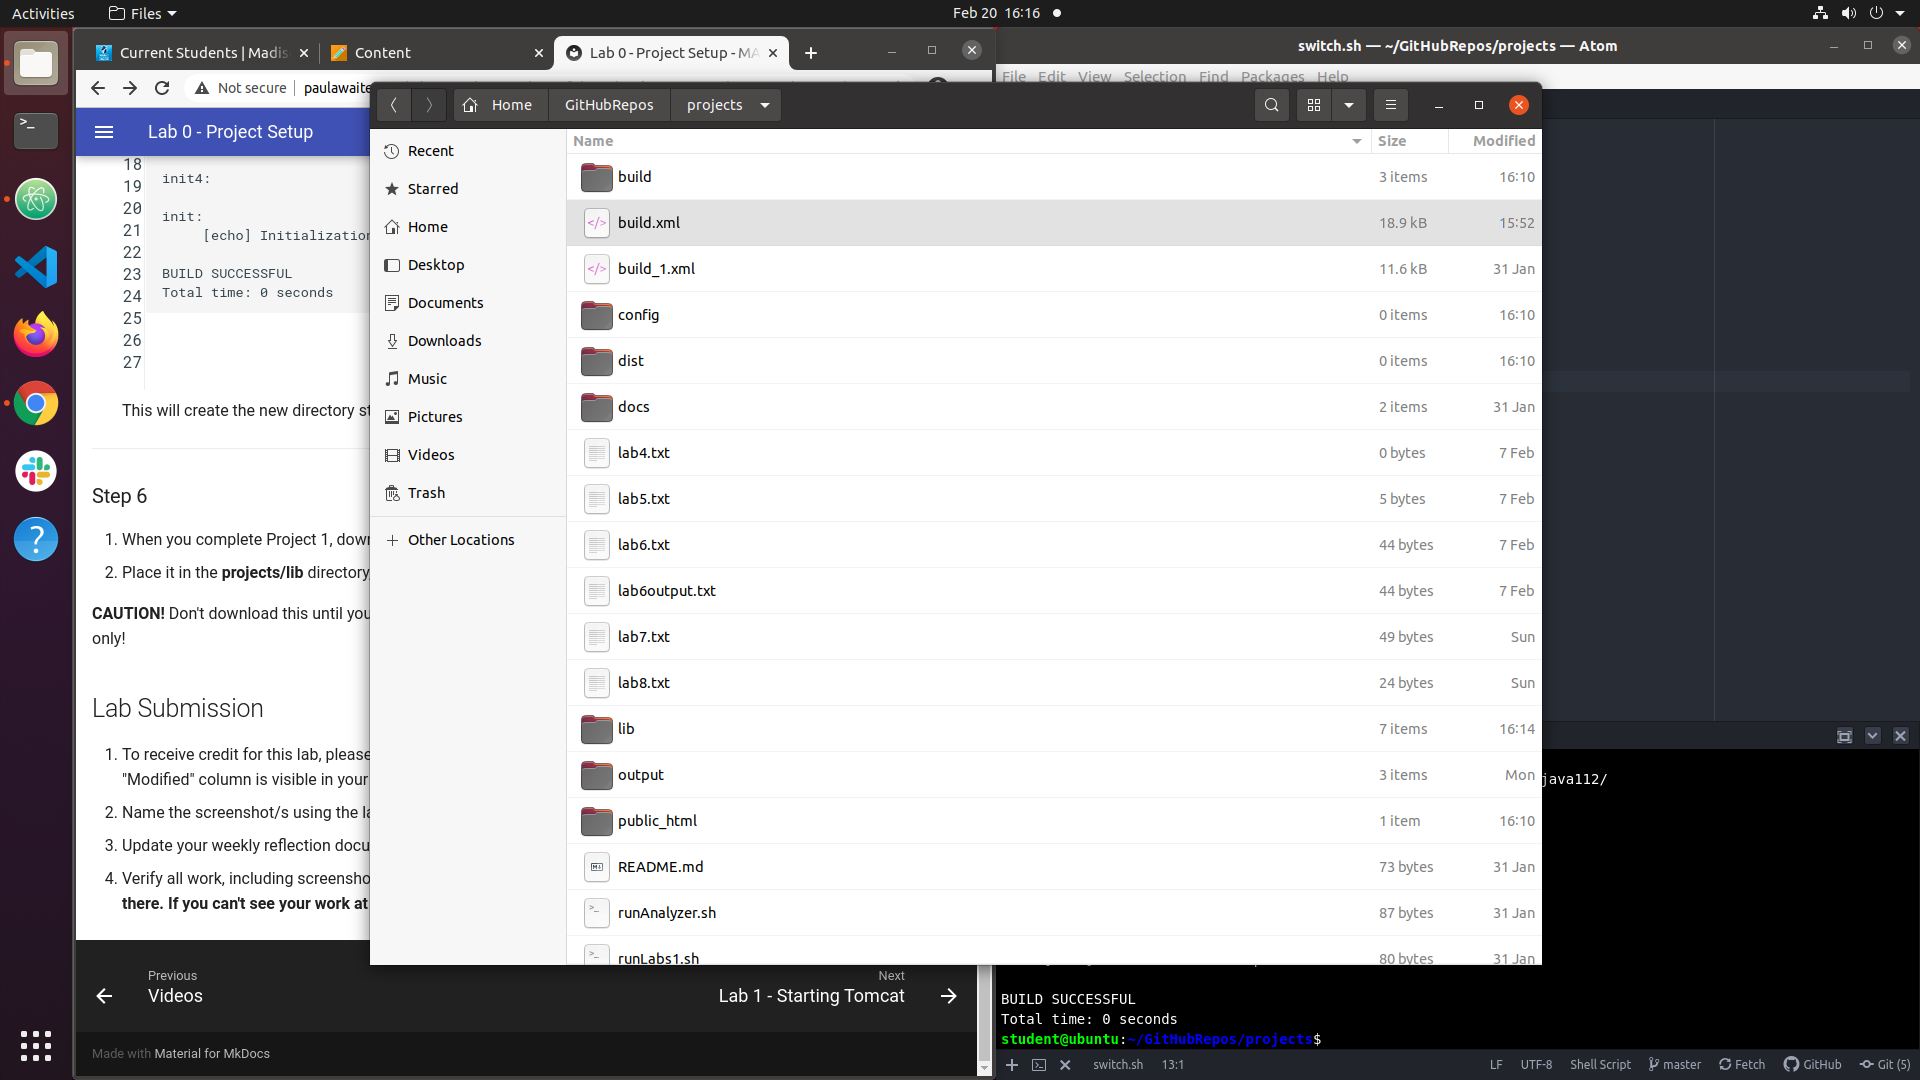 Activities
Files
Feb 20 16:16
Current Students | Madis
Content
Lab 0 - Project Setup - MA
switch.sh — ~/GitHubRepos/projects — Atom
File Edit View Selection Find Packages Help
Not secure
paulawaite
Lab 0 - Project Setup
18
19
20
21
22
23
24
25
26
27
init4:
init:
[echo] Initialization
BUILD SUCCESSFUL
Total time: 0 seconds
This will create the new directory st
Step 6
1. When you complete Project 1, down
2. Place it in the projects/lib directory,
CAUTION! Don't download this until you
only!
Lab Submission
1. To receive credit for this lab, please
"Modified" column is visible in your
2. Name the screenshot/s using the la
3. Update your weekly reflection docu
4. Verify all work, including screensho
there. If you can't see your work at
Previous
Videos
Next
Lab 1 - Starting Tomcat
Made with Material for MkDocs
Home
GitHubRepos
projects
Recent
Starred
Home
Desktop
Documents
Downloads
Music
Pictures
Videos
Trash
Other Locations
Name Size Modified
build 3 items 16:10
build.xml 18.9 kB 15:52
build_1.xml 11.6 kB 31 Jan
config 0 items 16:10
dist 0 items 16:10
docs 2 items 31 Jan
lab4.txt 0 bytes 7 Feb
lab5.txt 5 bytes 7 Feb
lab6.txt 44 bytes 7 Feb
lab6output.txt 44 bytes 7 Feb
lab7.txt 49 bytes Sun
lab8.txt 24 bytes Sun
lib 7 items 16:14
output 3 items Mon
public_html 1 item 16:10
README.md 73 bytes 31 Jan
runAnalyzer.sh 87 bytes 31 Jan
runLabs1.sh 80 bytes 31 Jan
java112/
BUILD SUCCESSFUL
Total time: 0 seconds
student@ubuntu:~/GitHubRepos/projects$
switch.sh 13:1
LF UTF-8 Shell Script master Fetch GitHub Git (5)